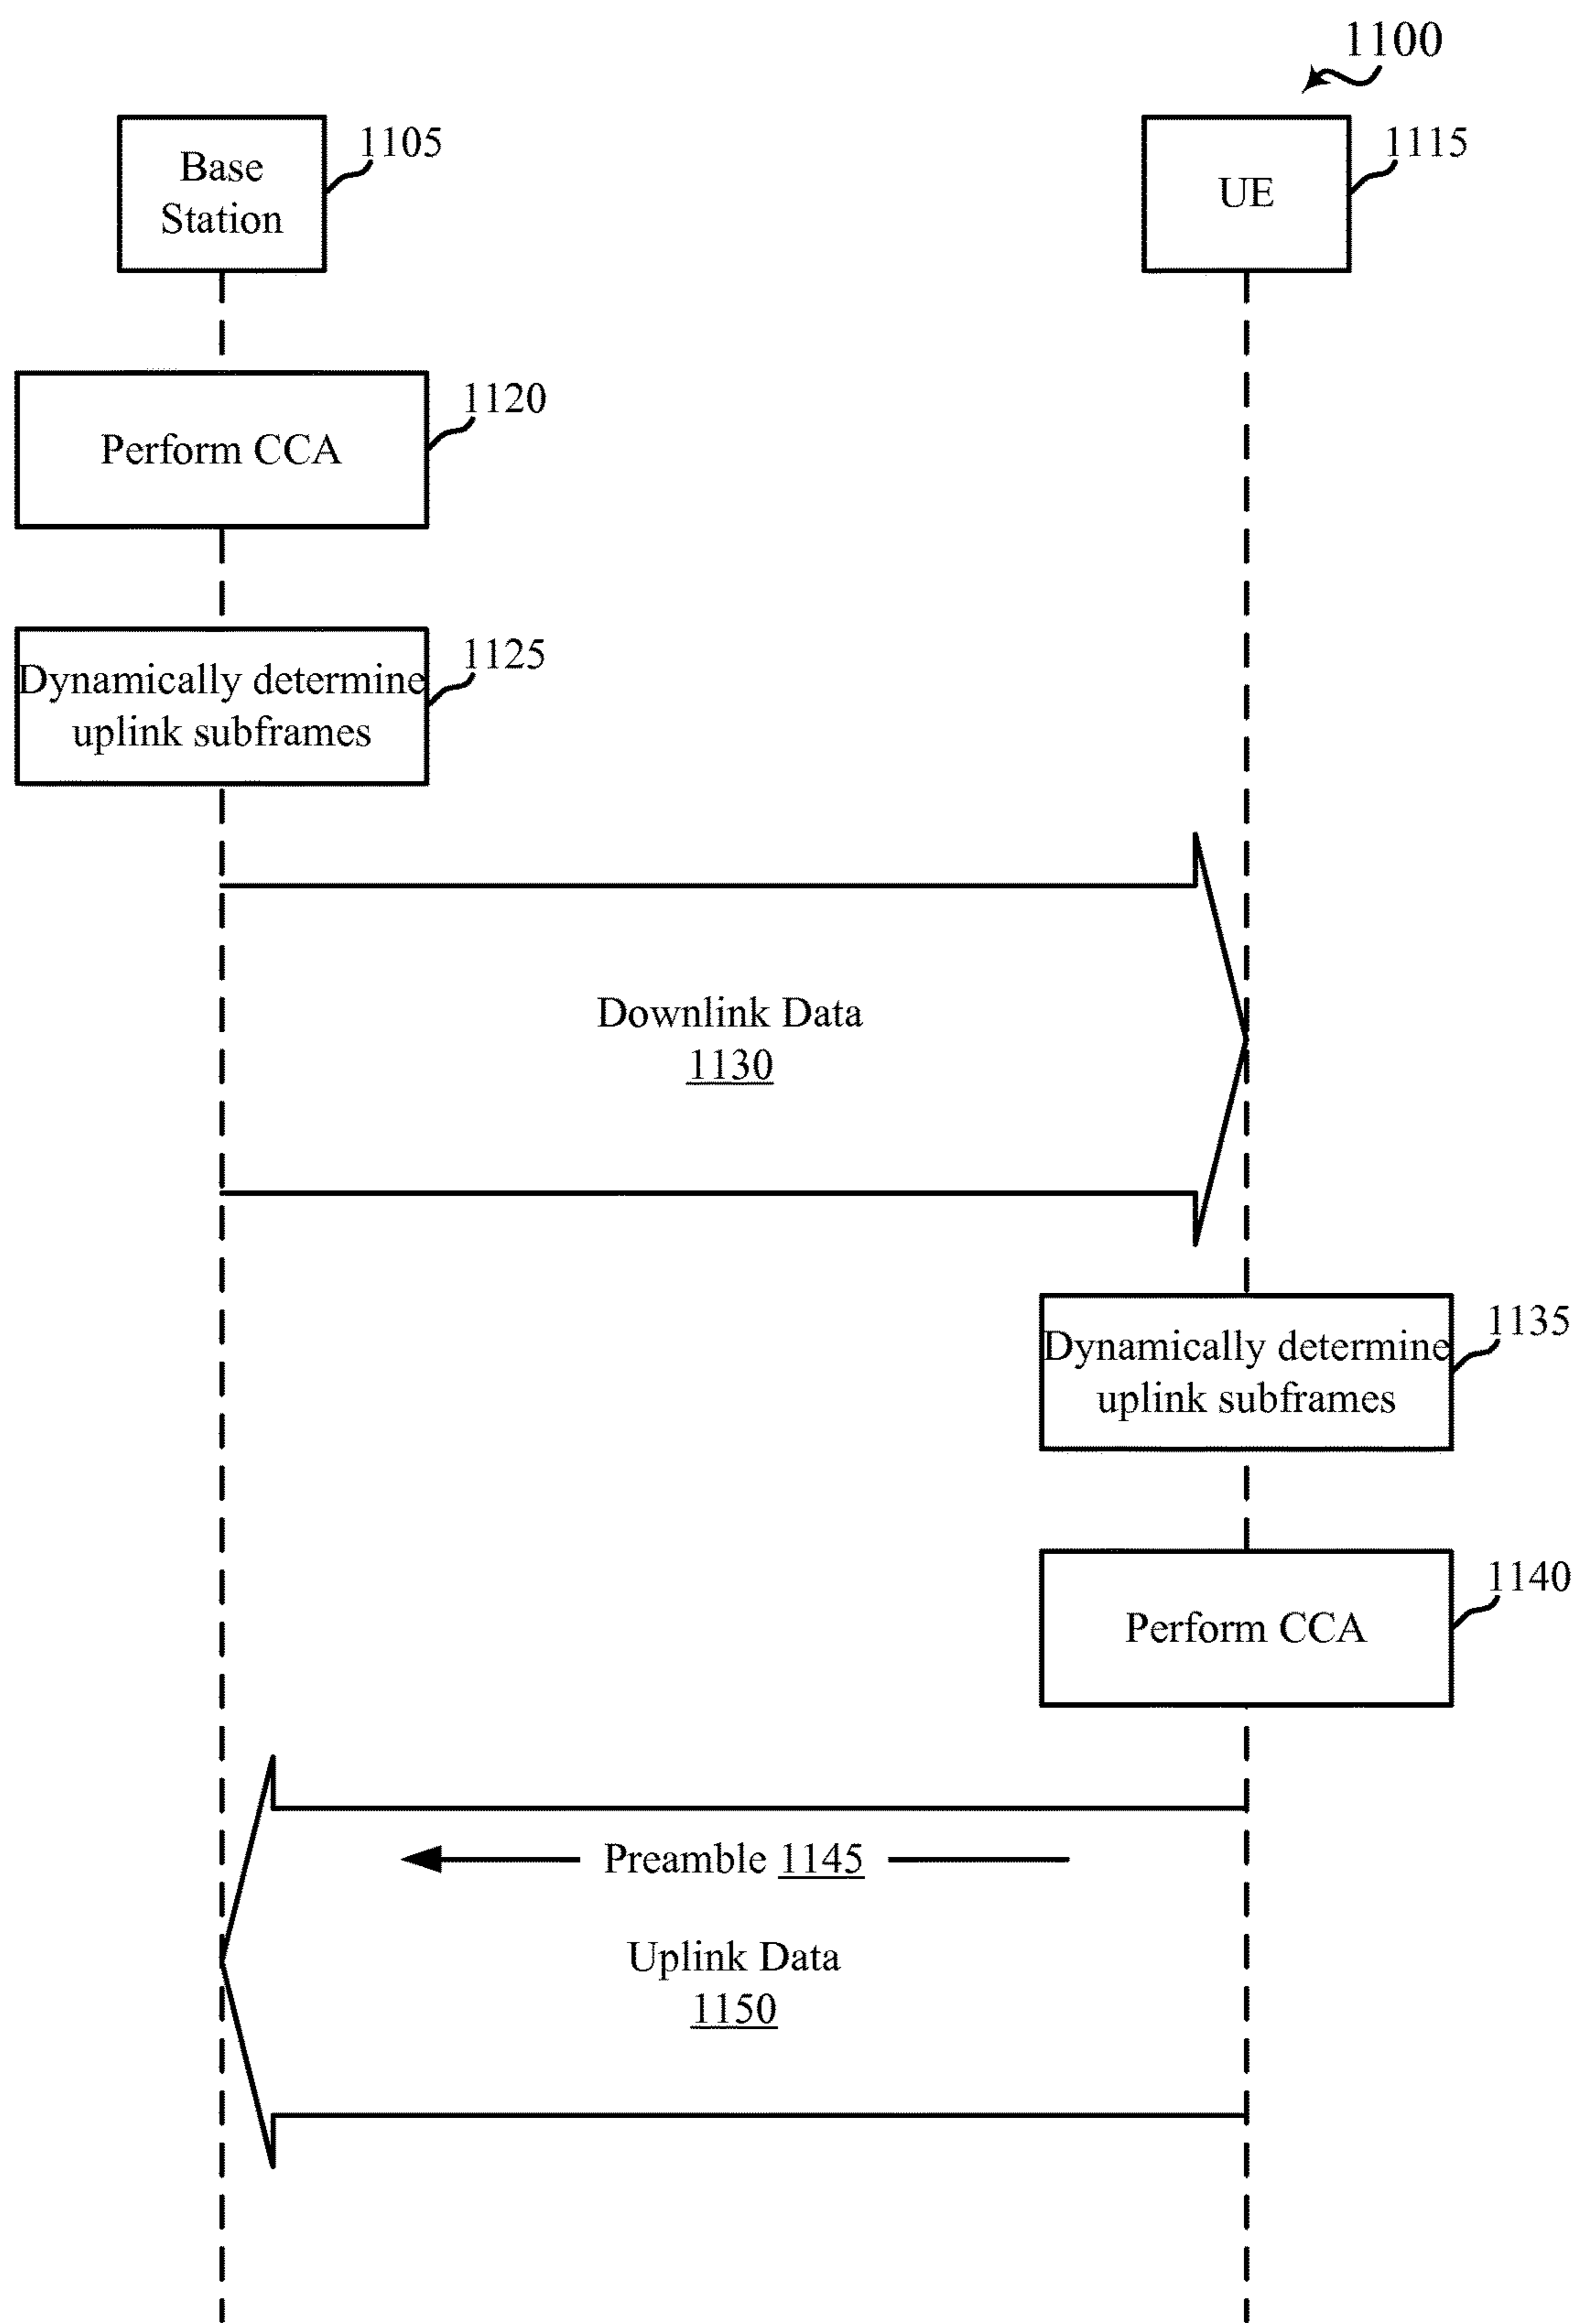 1100
Base
Station
1105
UE
1115
Perform CCA
1120
Dynamically determine
uplink subframes
1125
Downlink Data
1130
Dynamically determine
uplink subframes
1135
Perform CCA
1140
Preamble 1145
Uplink Data
1150